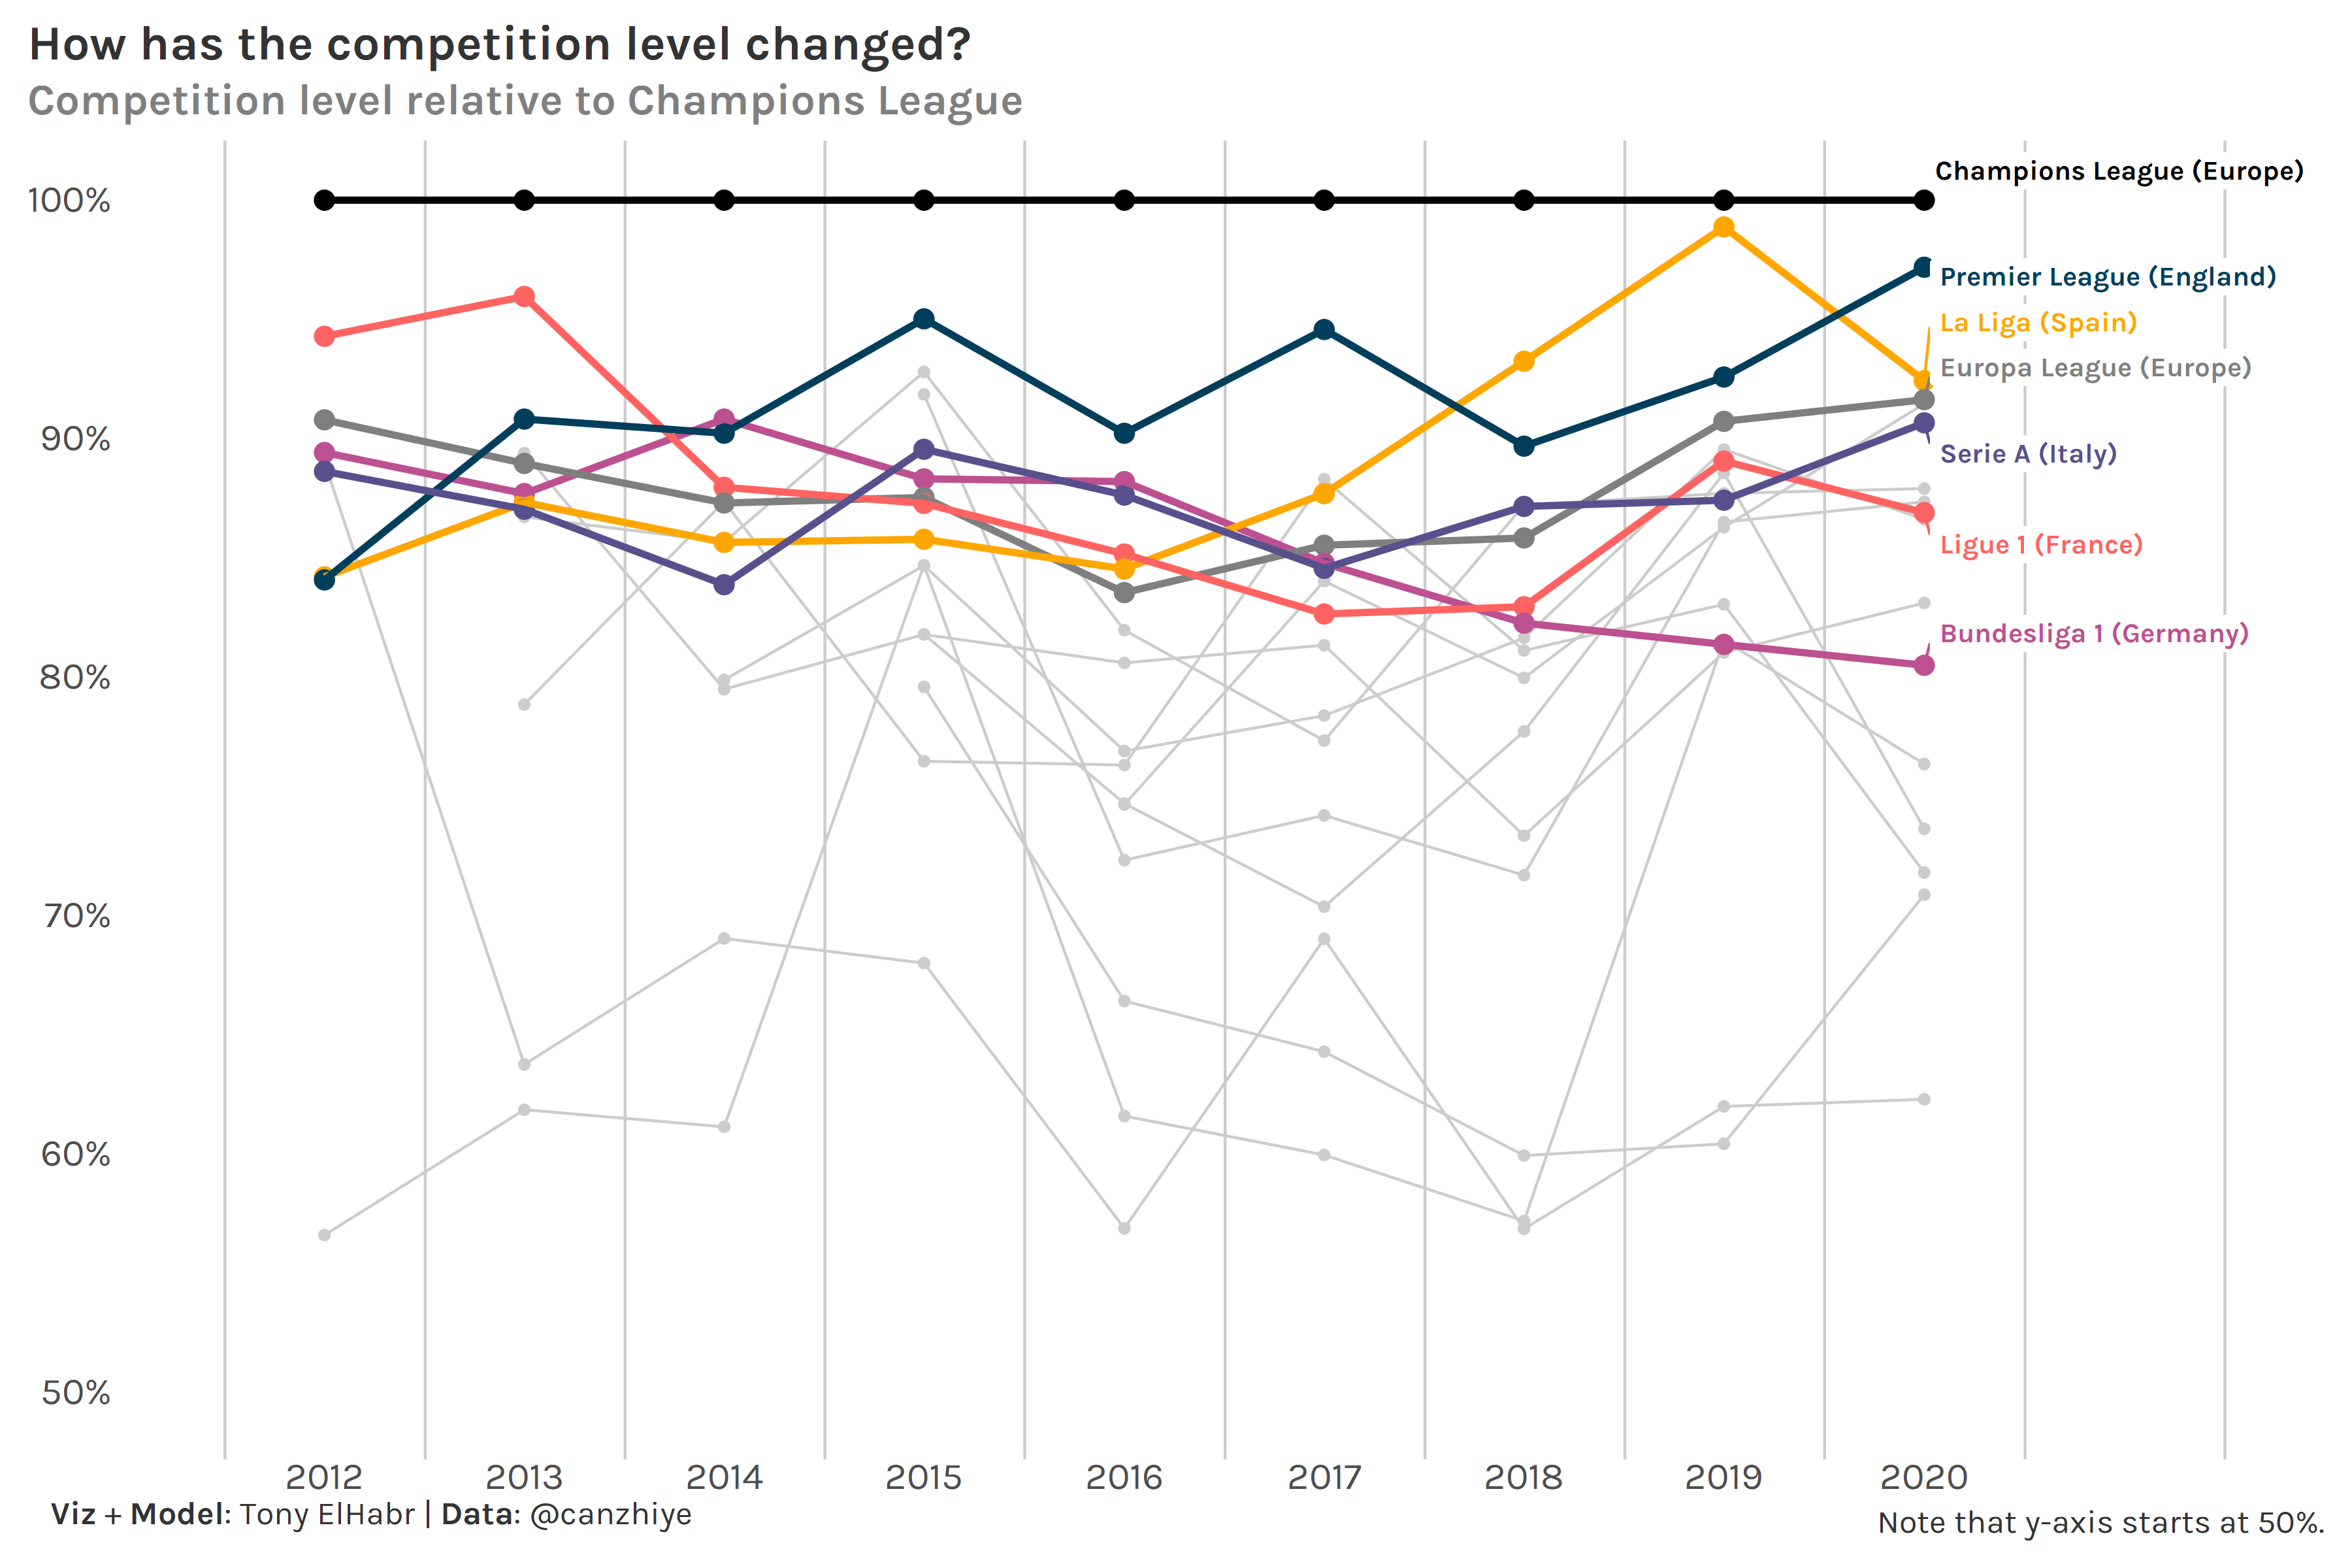 How has the competition level changed?
Competition level relative to Champions League
100%
90%
80%
70%
60%
50%
Champions League (Europe)
Premier League (England)
La Liga (Spain)
Europa League (Europe)
Serie A (Italy)
Ligue 1 (France)
Bundesliga 1 (Germany)
2012 2013 2014 2015 2016 2017 2018 2019 2020
Viz + Model: Tony ElHabr | Data: @canzhiye
Note that y-axis starts at 50%.